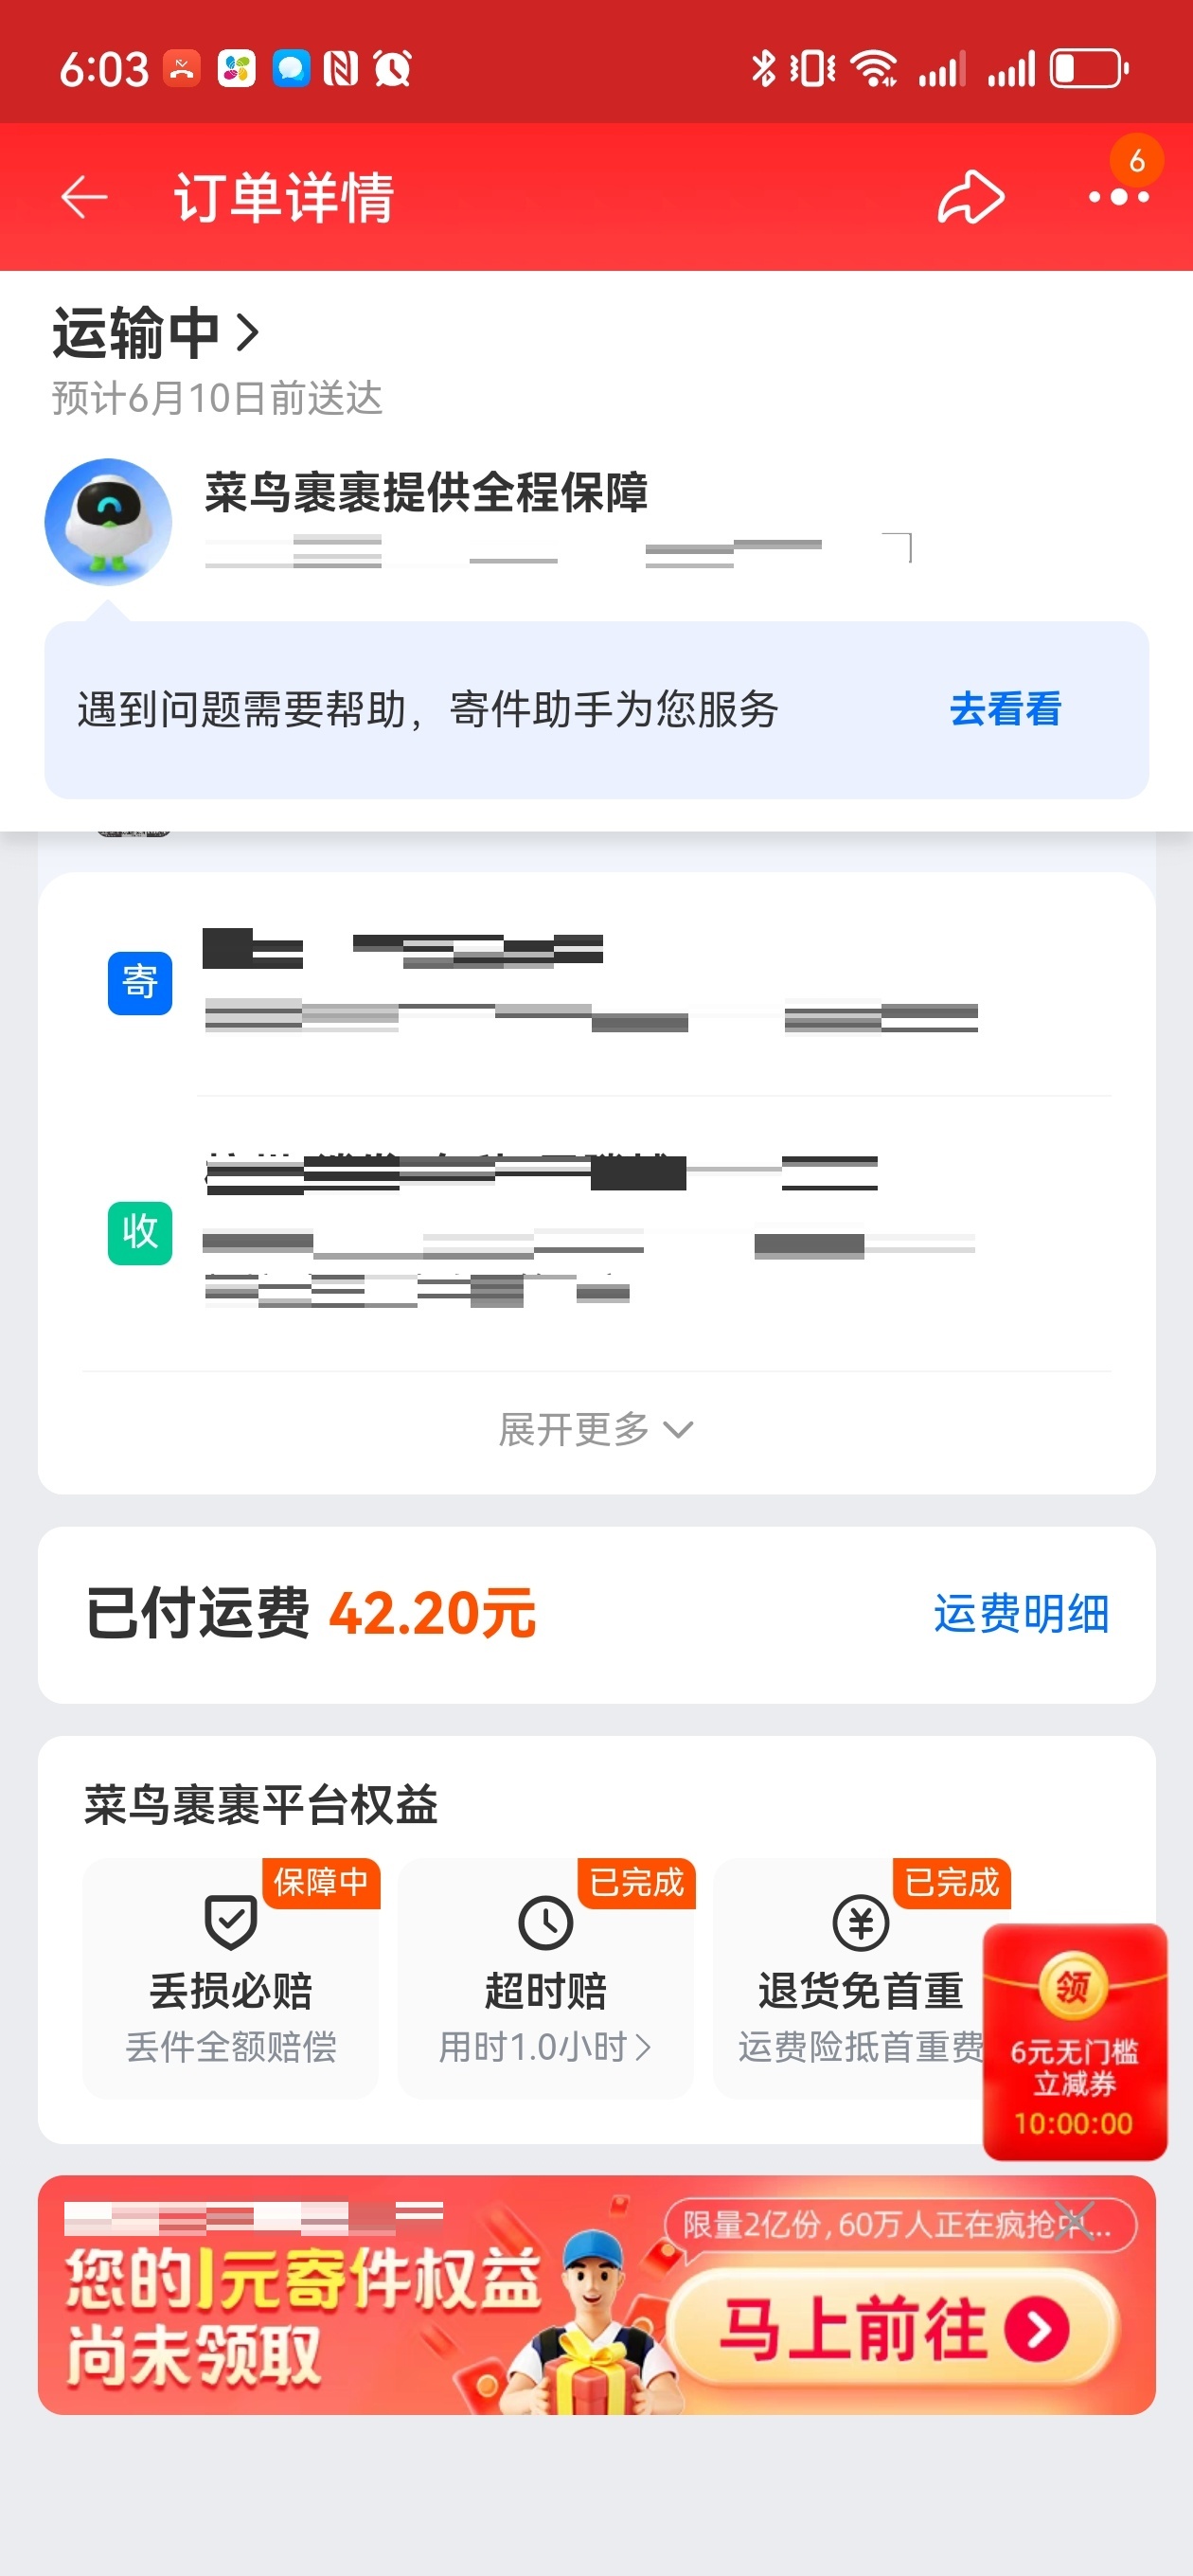 6:03
订单详情
6
运输中
预计6月10日前送达
菜鸟裹裹提供全程保障
遇到问题需要帮助，寄件助手为您服务
去看看
寄
收
展开更多
已付运费 42.20元
运费明细
菜鸟裹裹平台权益
保障中
丢损必赔
丢件全额赔偿
已完成
超时赔
用时1.0小时
已完成
退货免首重
运费险抵首重费
领
6元无门槛
立减券
10:00:00
您的1元寄件权益
尚未领取
限量2亿份,60万人正在疯抢中...
马上前往